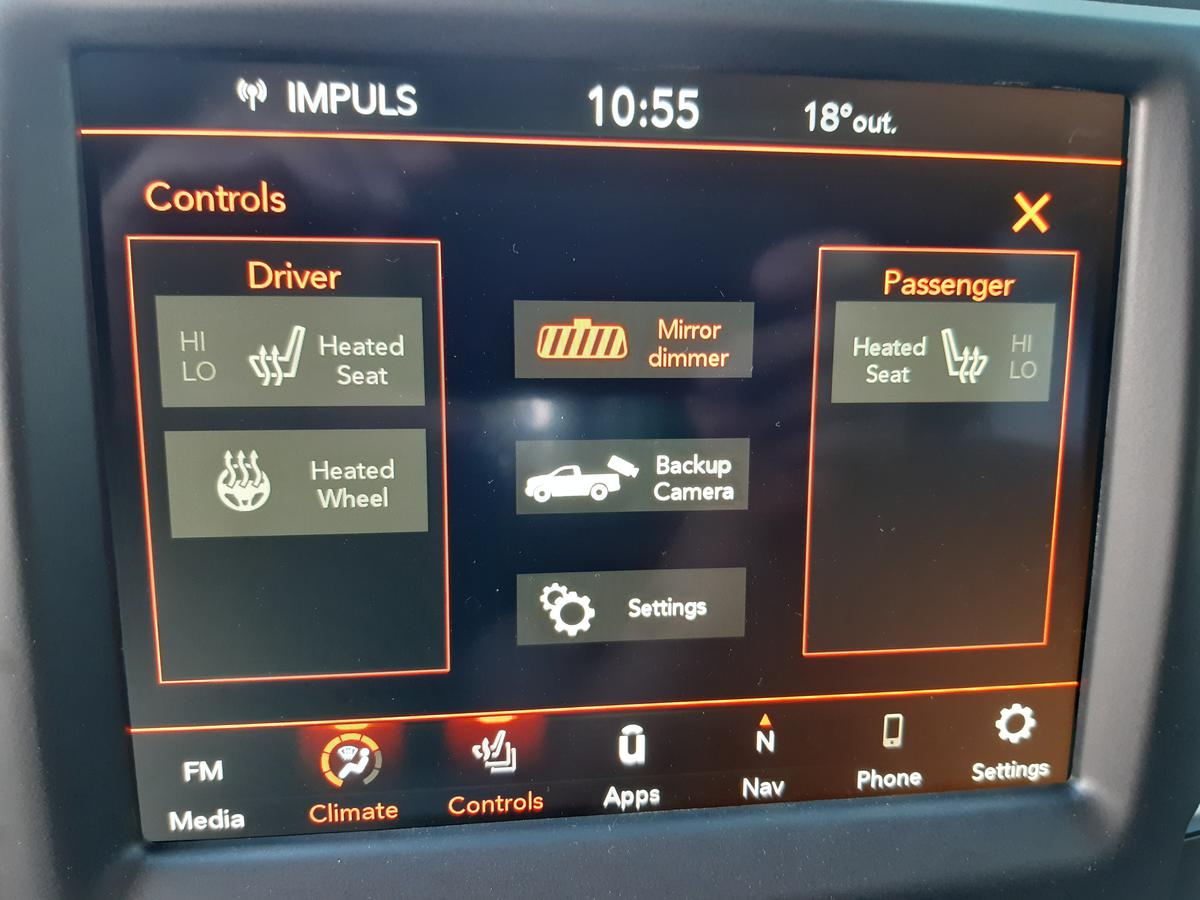 IMPULS 10:55 18°out.
Controls
Driver
HI
LO
Heated
Seat
Heated
Wheel
Mirror
dimmer
Backup
Camera
Settings
Passenger
Heated
Seat
HI
LO
FM
Media
Climate
Controls
ū
Apps
N
Nav
Phone
Settings